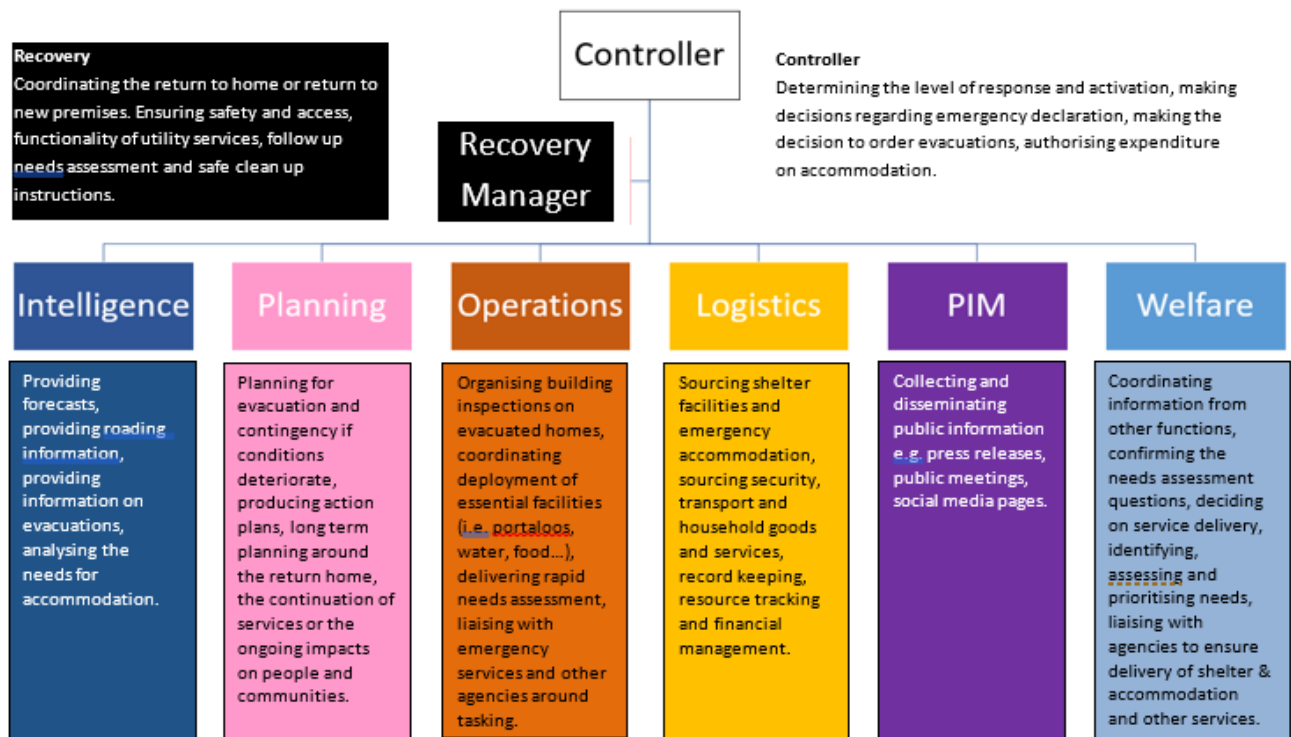 Recovery
Coordinating the return to home or return to
new premises. Ensuring safety and access,
functionality of utility services, follow up
needs assessment and safe clean up
instructions.
Controller
Recovery
Manager
Controller
Determining the level of response and activation, making
decisions regarding emergency declaration, making the
decision to order evacuations, authorising expenditure
on accommodation.
Intelligence
Providing
forecasts,
providing roading
information,
providing
information on
evacuations,
analysing the
needs for
accommodation.
Planning
Planning for
evacuation and
contingency if
conditions
deteriorate,
producing action
plans, long term
planning around
the return home,
the continuation of
services or the
ongoing impacts
on people and
communities.
Operations
Organising building
inspections on
evacuated homes,
coordinating
deployment of
essential facilities
(i.e. portaloos,
water, food...),
delivering rapid
needs assessment,
liaising with
emergency
services and other
agencies around
tasking.
Logistics
Sourcing shelter
facilities and
emergency
accommodation,
sourcing security,
transport and
household goods
and services,
record keeping,
resource tracking
and financial
management.
PIM
Collecting and
disseminating
public information
e.g. press releases,
public meetings,
social media pages.
Welfare
Coordinating
information from
other functions,
confirming the
needs assessment
questions, deciding
on service delivery,
identifying,
assessing and
prioritising needs,
liaising with
agencies to ensure
delivery of shelter &
accommodation
and other services.